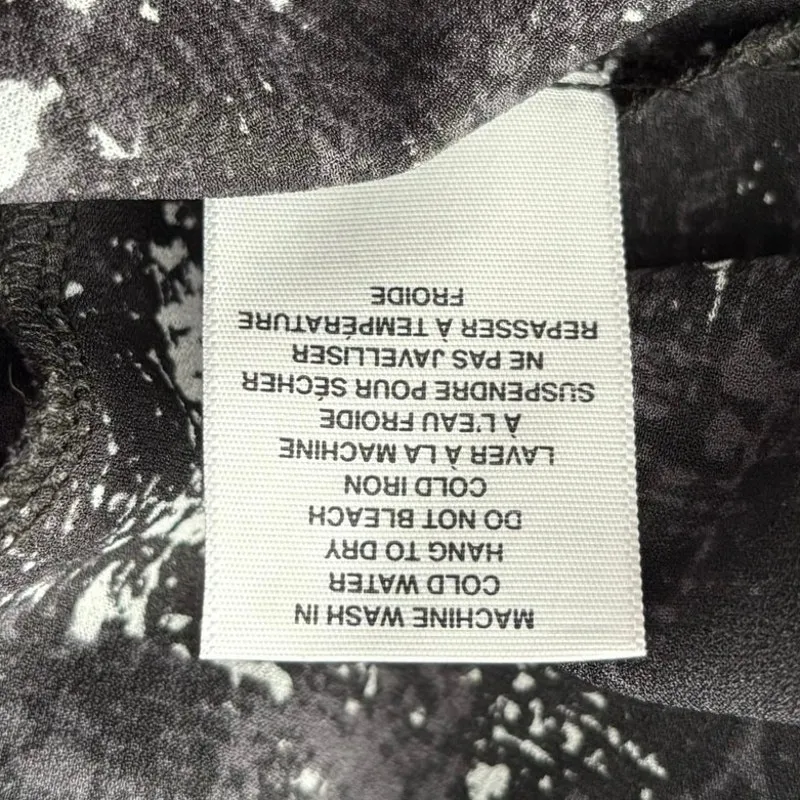 MACHINE WASH IN
COLD WATER
HANG TO DRY
DO NOT BLEACH
COLD IRON
LAVER À LA MACHINE
À L'EAU FROIDE
SUSPENDRE POUR SÉCHER
NE PAS JAVELLISER
REPASSER À TEMPÉRATURE
FROIDE